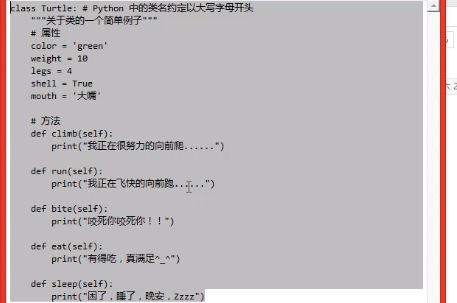 class Turtle: # Python 中的类名约定以大写字母开头
    """关于类的一个简单例子"""
    # 属性
    color = 'green'
    weight = 10
    legs = 4
    shell = True
    mouth = '大嘴'

    # 方法
    def climb(self):
        print("我正在很努力的向前爬......")

    def run(self):
        print("我正在飞快的向前跑......")

    def bite(self):
        print("咬死你咬死你！！")

    def eat(self):
        print("有得吃，真满足^_^")

    def sleep(self):
        print("困了，睡了，晚安，Zzzz")